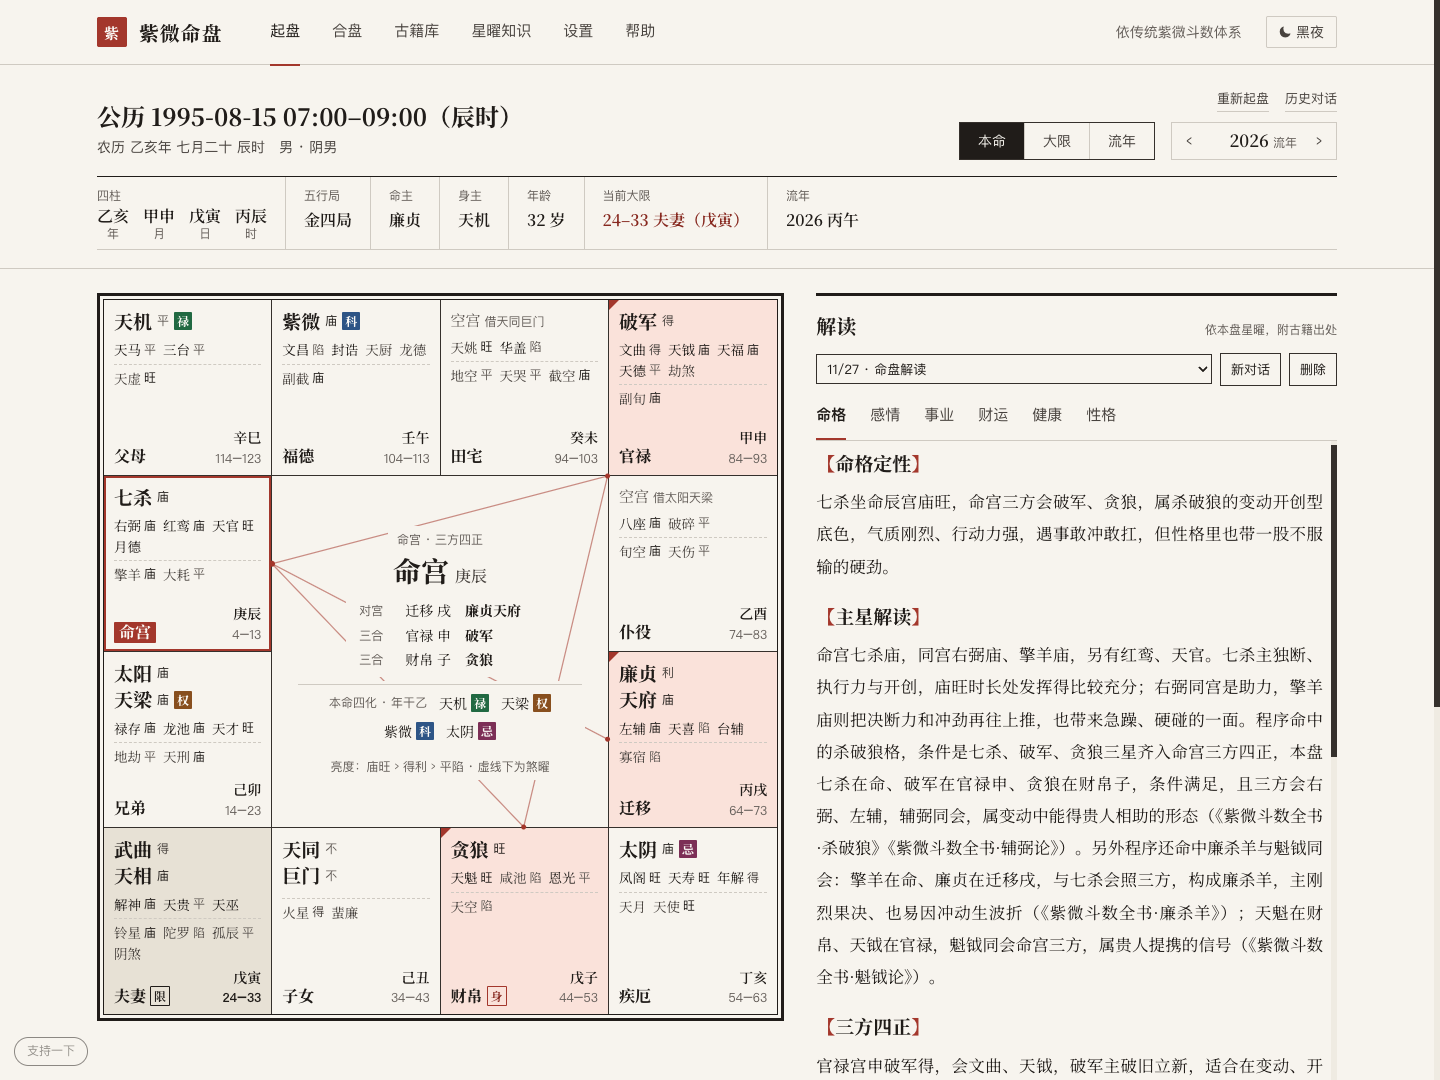 紫 紫微命盘 起盘 合盘 古籍库 星曜知识 设置 帮助 依传统紫微斗数体系 黑夜
重新起盘 历史对话
公历 1995-08-15 07:00–09:00（辰时）
农历 乙亥年 七月二十 辰时 男 · 阴男
本命 大限 流年 ‹ 2026 流年 ›
四柱 五行局 命主 身主 年龄 当前大限 流年
乙亥 甲申 戊寅 丙辰 金四局 廉贞 天机 32 岁 24–33 夫妻（戊寅） 2026 丙午
年 月 日 时
天机 平 禄
天马 平 三台 平
天虚 旺
辛巳
父母 114–123
紫微 庙 科
文昌 陷 封诰 天厨 龙德
副截 庙
壬午
福德 104–113
空宫 借天同巨门
天姚 旺 华盖 陷
地空 平 天哭 平 截空 庙
癸未
田宅 94–103
破军 得
文曲 得 天钺 庙 天福 庙
天德 平 劫煞
副旬 庙
甲申
官禄 84–93
七杀 庙
右弼 庙 红鸾 庙 天官 旺
月德
擎羊 庙 大耗 平
庚辰
命宫 4–13
命宫 · 三方四正
命宫 庚辰
对宫 迁移 戌 廉贞天府
三合 官禄 申 破军
三合 财帛 子 贪狼
本命四化 · 年干乙 天机 禄 天梁 权
紫微 科 太阴 忌
亮度：庙旺 › 得利 › 平陷 · 虚线下为煞曜
空宫 借太阳天梁
八座 庙 破碎 平
旬空 庙 天伤 平
乙酉
仆役 74–83
太阳
天梁 庙 权
禄存 庙 龙池 庙 天才 旺
地劫 平 天刑 庙
己卯
兄弟 14–23
廉贞 利
天府 庙
左辅 庙 天喜 陷 台辅
寡宿 陷
丙戌
迁移 64–73
武曲 得
天相 庙
解神 庙 天贵 平 天巫
铃星 庙 陀罗 陷 孤辰 平
阴煞
戊寅
夫妻 限 24–33
天同 不
巨门 不
火星 得 蜚廉
己丑
子女 34–43
贪狼 旺
天魁 旺 咸池 陷 恩光 平
天空 陷
戊子
财帛 身 44–53
太阴 庙 忌
凤阁 旺 天寿 旺 年解 得
天月 天使 旺
丁亥
疾厄 54–63
解读 依本盘星曜，附古籍出处
11/27 · 命盘解读 新对话 删除
命格 感情 事业 财运 健康 性格
【命格定性】
七杀坐命辰宫庙旺，命宫三方会破军、贪狼，属杀破狼的变动开创型
底色，气质刚烈、行动力强，遇事敢冲敢扛，但性格里也带一股不服
输的硬劲。
【主星解读】
命宫七杀庙，同宫右弼庙、擎羊庙，另有红鸾、天官。七杀主独断、
执行力与开创，庙旺时长处发挥得比较充分；右弼同宫是助力，擎羊
庙则把决断力和冲劲再往上推，也带来急躁、硬碰的一面。程序命中
的杀破狼格，条件是七杀、破军、贪狼三星齐入命宫三方四正，本盘
七杀在命、破军在官禄申、贪狼在财帛子，条件满足，且三方会右
弼、左辅，辅弼同会，属变动中能得贵人相助的形态（《紫微斗数全书
·杀破狼》《紫微斗数全书·辅弼论》）。另外程序还命中廉杀羊与魁钺同
会：擎羊在命、廉贞在迁移戌，与七杀会照三方，构成廉杀羊，主刚
烈果决、也易因冲动生波折（《紫微斗数全书·廉杀羊》）；天魁在财
帛、天钺在官禄，魁钺同会命宫三方，属贵人提携的信号（《紫微斗数
全书·魁钺论》）。
【三方四正】
官禄宫申破军得，会文曲、天钺，破军主破旧立新，适合在变动、开
支持一下